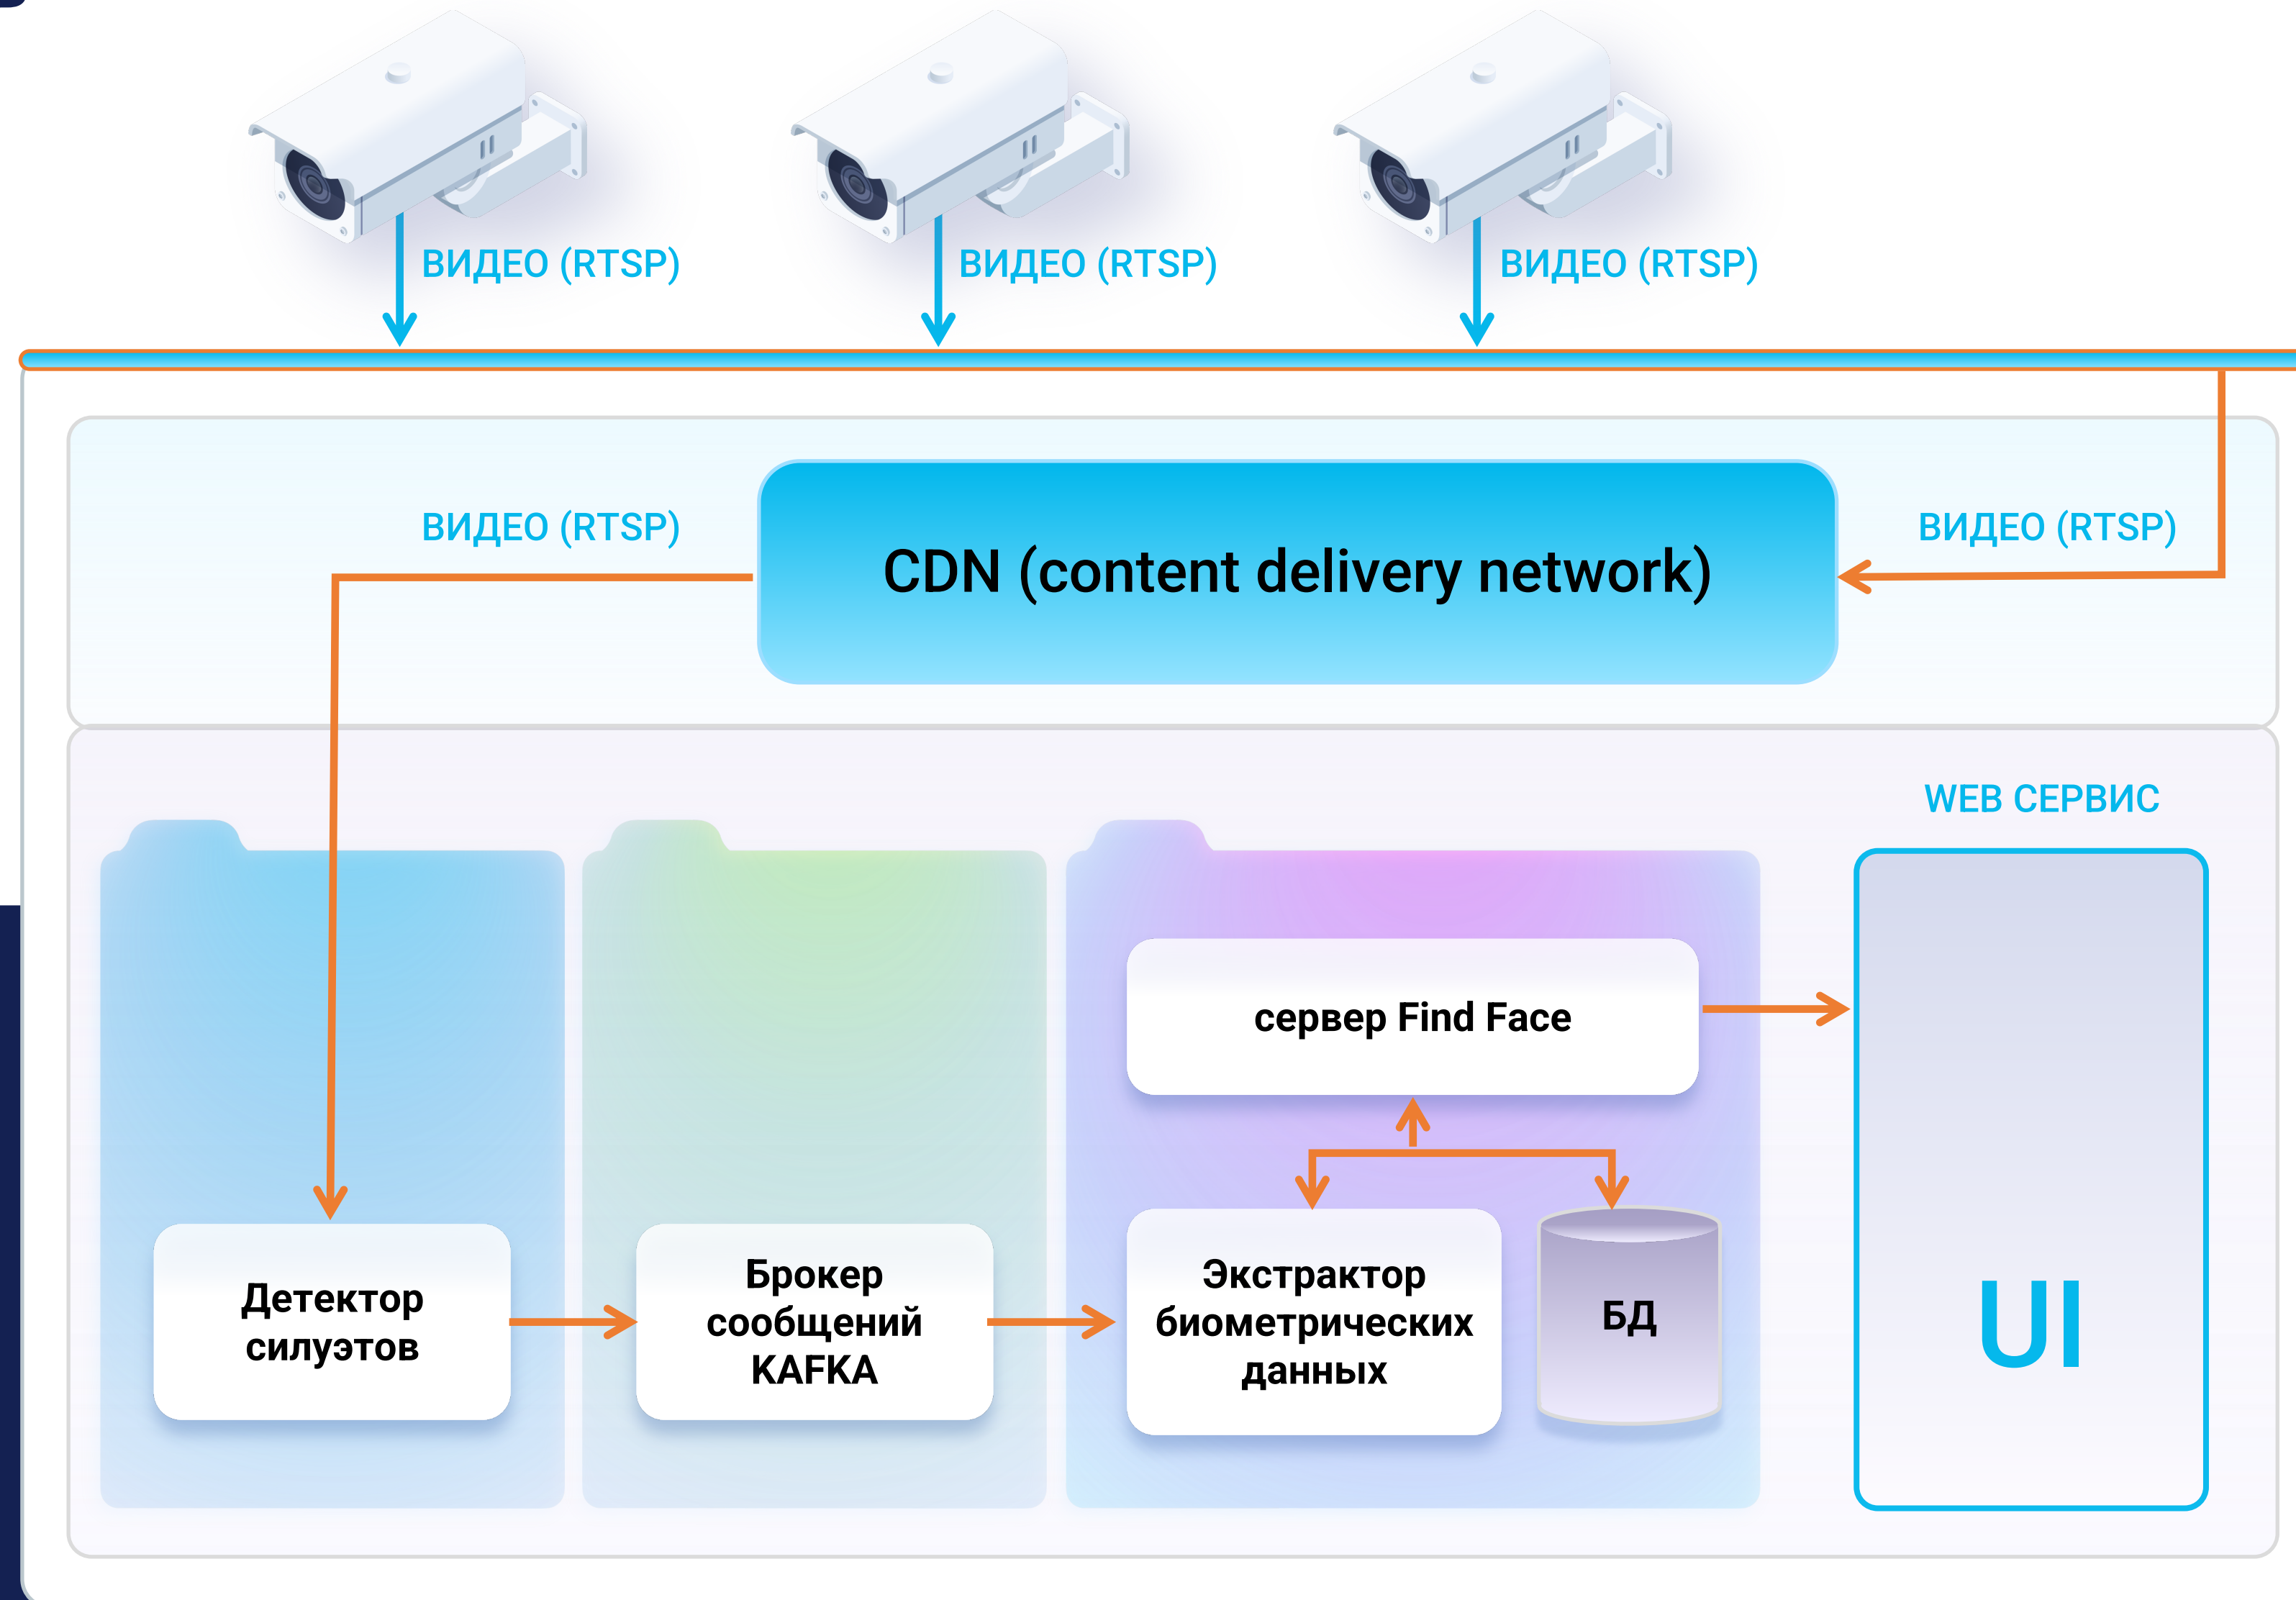 ВИДЕО (RTSP)
ВИДЕО (RTSP)
ВИДЕО (RTSP)
ВИДЕО (RTSP)
CDN (content delivery network)
ВИДЕО (RTSP)
WEB СЕРВИС
сервер Find Face
Детектор
силуэтов
Брокер
сообщений
KAFKA
Экстрактор
биометрических
данных
БД
UI